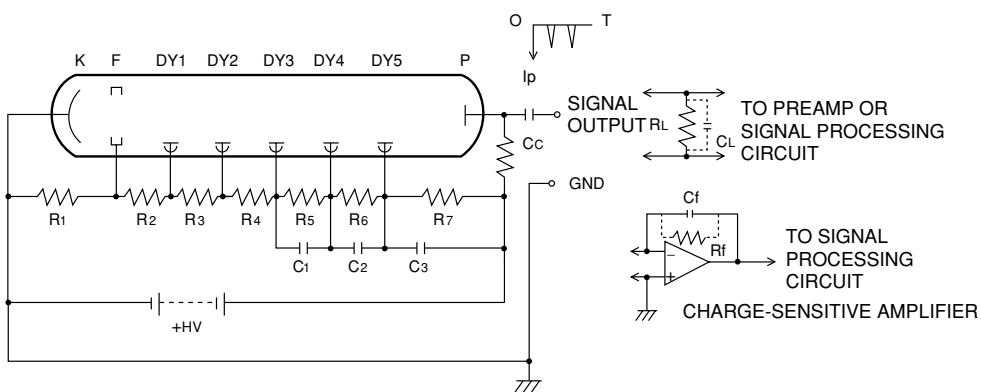 O T
Ip
K F DY1 DY2 DY3 DY4 DY5 P
SIGNAL
OUTPUT
CC
RL
CL
TO PREAMP OR
SIGNAL PROCESSING
CIRCUIT
GND
R1 R2 R3 R4 R5 R6 R7
C1 C2 C3
+HV
Cf
Rf
−
+
TO SIGNAL
PROCESSING
CIRCUIT
CHARGE-SENSITIVE AMPLIFIER